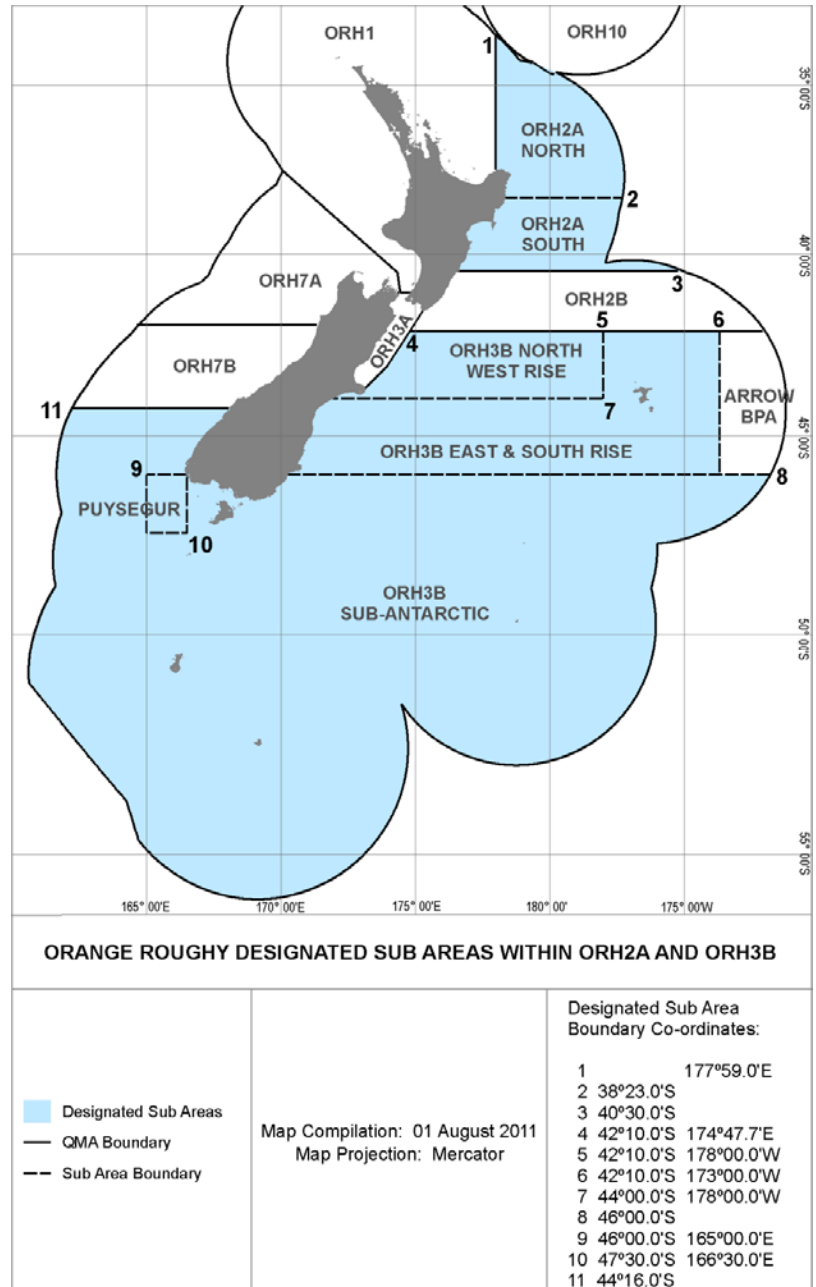 ORH1
ORH10
1
35° 00'S
ORH2A
NORTH
2
ORH2A
SOUTH
40° 00'S
3
ORH7A
ORH2B
5
6
ORH3A
4
ORH3B NORTH
WEST RISE
ORH7B
7
ARROW
BPA
11
45° 00'S
ORH3B EAST & SOUTH RISE
9
8
PUYSEGUR
10
ORH3B
SUB-ANTARCTIC
50° 00'S
55° 00'S
165° 00'E
170° 00'E
175° 00'E
180° 00'E
175° 00'W
ORANGE ROUGHY DESIGNATED SUB AREAS WITHIN ORH2A AND ORH3B
Designated Sub Areas
QMA Boundary
Sub Area Boundary
Map Compilation: 01 August 2011
Map Projection: Mercator
Designated Sub Area
Boundary Co-ordinates:
1 177º59.0'E
2 38º23.0'S
3 40º30.0'S
4 42º10.0'S 174º47.7'E
5 42º10.0'S 178º00.0'W
6 42º10.0'S 173º00.0'W
7 44º00.0'S 178º00.0'W
8 46º00.0'S
9 46º00.0'S 165º00.0'E
10 47º30.0'S 166º30.0'E
11 44º16.0'S